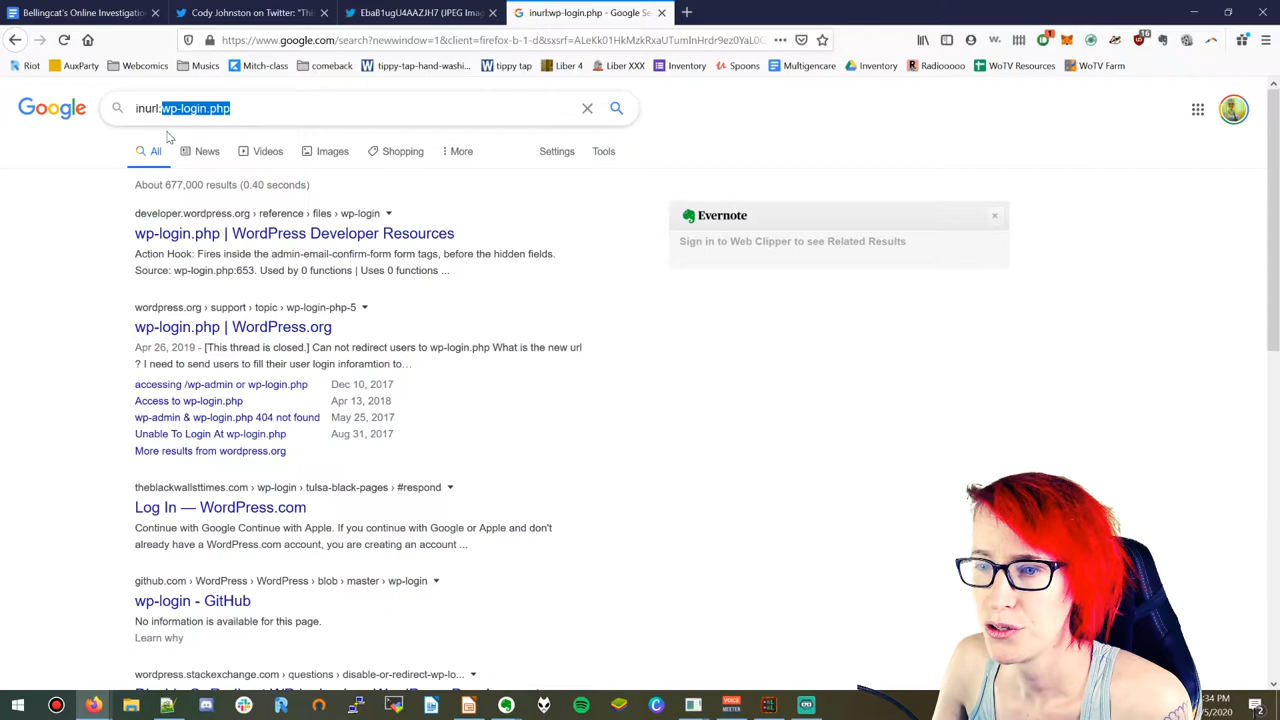 Bellingcat's Online Investigatio
Cody Johnston on Twitter: "This
EbaB1ugU4AAZJH7 (JPEG Imag
inurl:wp-login.php - Google Se
https://www.google.com/search?newwindow=1&client=firefox-b-1-d&sxsrf=
1
16
Riot
AuxParty
Webcomics
Musics
Mitch-class
comeback
tippy-tap-hand-washi...
tippy tap
Liber 4
Liber XXX
Inventory
Spoons
Multigencare
Inventory
Radiooooo
WoTV Resources
WoTV Farm
Google
inurl:wp-login.php
All
News
Videos
Images
Shopping
More
Settings
Tools
About 677,000 results (0.40 seconds)
developer.wordpress.org › reference › files › wp-login
wp-login.php | WordPress Developer Resources
Action Hook: Fires inside the admin-email-confirm-form form tags, before the hidden fields.
Source: wp-login.php:653. Used by 0 functions | Uses 0 functions ...
Evernote
Sign in to Web Clipper to see Related Results
wordpress.org › support › topic › wp-login-php-5
wp-login.php | WordPress.org
Apr 26, 2019 - [This thread is closed.] Can not redirect users to wp-login.php What is the new url
? I need to send users to fill their user login inforamtion to…
accessing /wp-admin or wp-login.php Dec 10, 2017
Access to wp-login.php Apr 13, 2018
wp-admin & wp-login.php 404 not found May 25, 2017
Unable To Login At wp-login.php Aug 31, 2017
More results from wordpress.org
theblackwallsttimes.com › wp-login › tulsa-black-pages › #respond
Log In — WordPress.com
Continue with Google Continue with Apple. If you continue with Google or Apple and don't
already have a WordPress.com account, you are creating an account ...
github.com › WordPress › WordPress › blob › master › wp-login
wp-login - GitHub
No information is available for this page.
Learn why
wordpress.stackexchange.com › questions › disable-or-redirect-wp-lo...
VOICE
MEETER
:34 PM
/5/2020
2